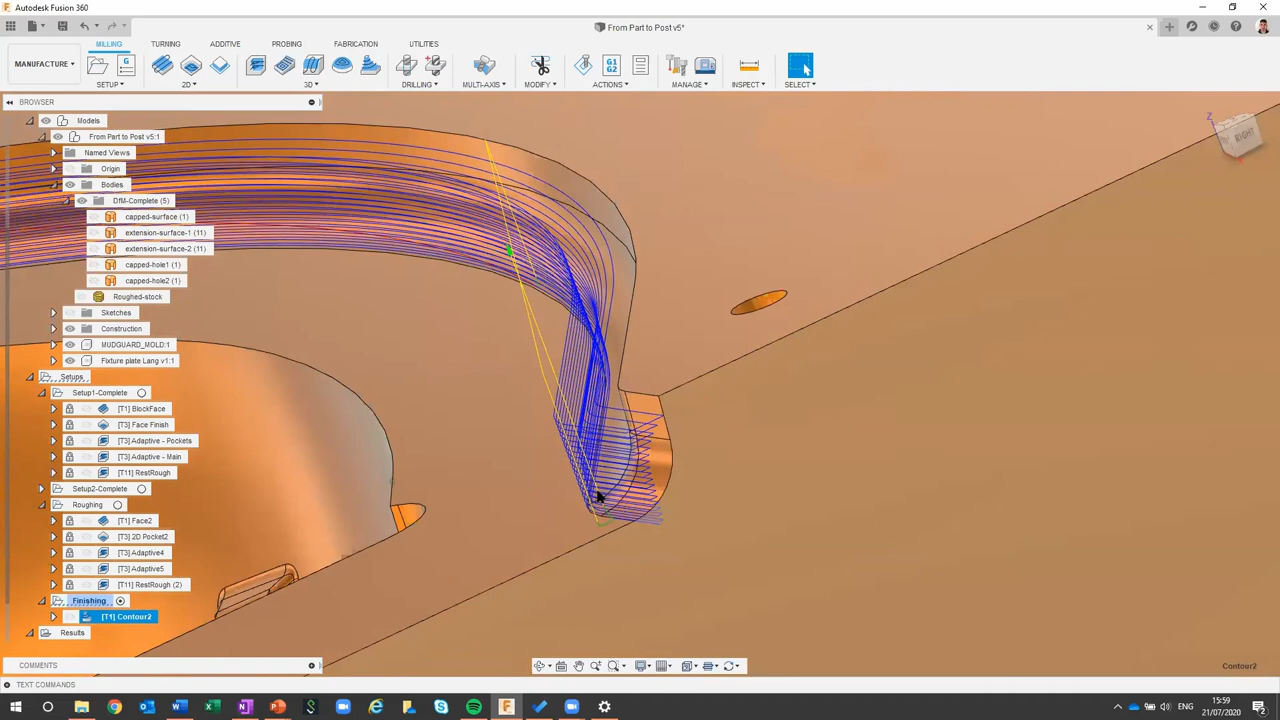 Autodesk Fusion 360
From Part to Post v5*
MILLING TURNING ADDITIVE PROBING FABRICATION UTILITIES
MANUFACTURE
SETUP 2D 3D DRILLING MULTI-AXIS MODIFY ACTIONS MANAGE INSPECT SELECT
G1
G2
BROWSER
Models
From Part to Post v5:1
Named Views
Origin
Bodies
DfM-Complete (5)
capped-surface (1)
extension-surface-1 (11)
extension-surface-2 (11)
capped-hole1 (1)
capped-hole2 (1)
Roughed-stock
Sketches
Construction
MUDGUARD_MOLD:1
Fixture plate Lang v1:1
Setups
Setup1-Complete
[T1] BlockFace
[T3] Face Finish
[T3] Adaptive - Pockets
[T3] Adaptive - Main
[T11] RestRough
Setup2-Complete
Roughing
[T1] Face2
[T3] 2D Pocket2
[T3] Adaptive4
[T3] Adaptive5
[T11] RestRough (2)
Finishing
[T1] Contour2
Results
Z
RIGHT
COMMENTS
Contour2
TEXT COMMANDS
ENG
15:59
21/07/2020